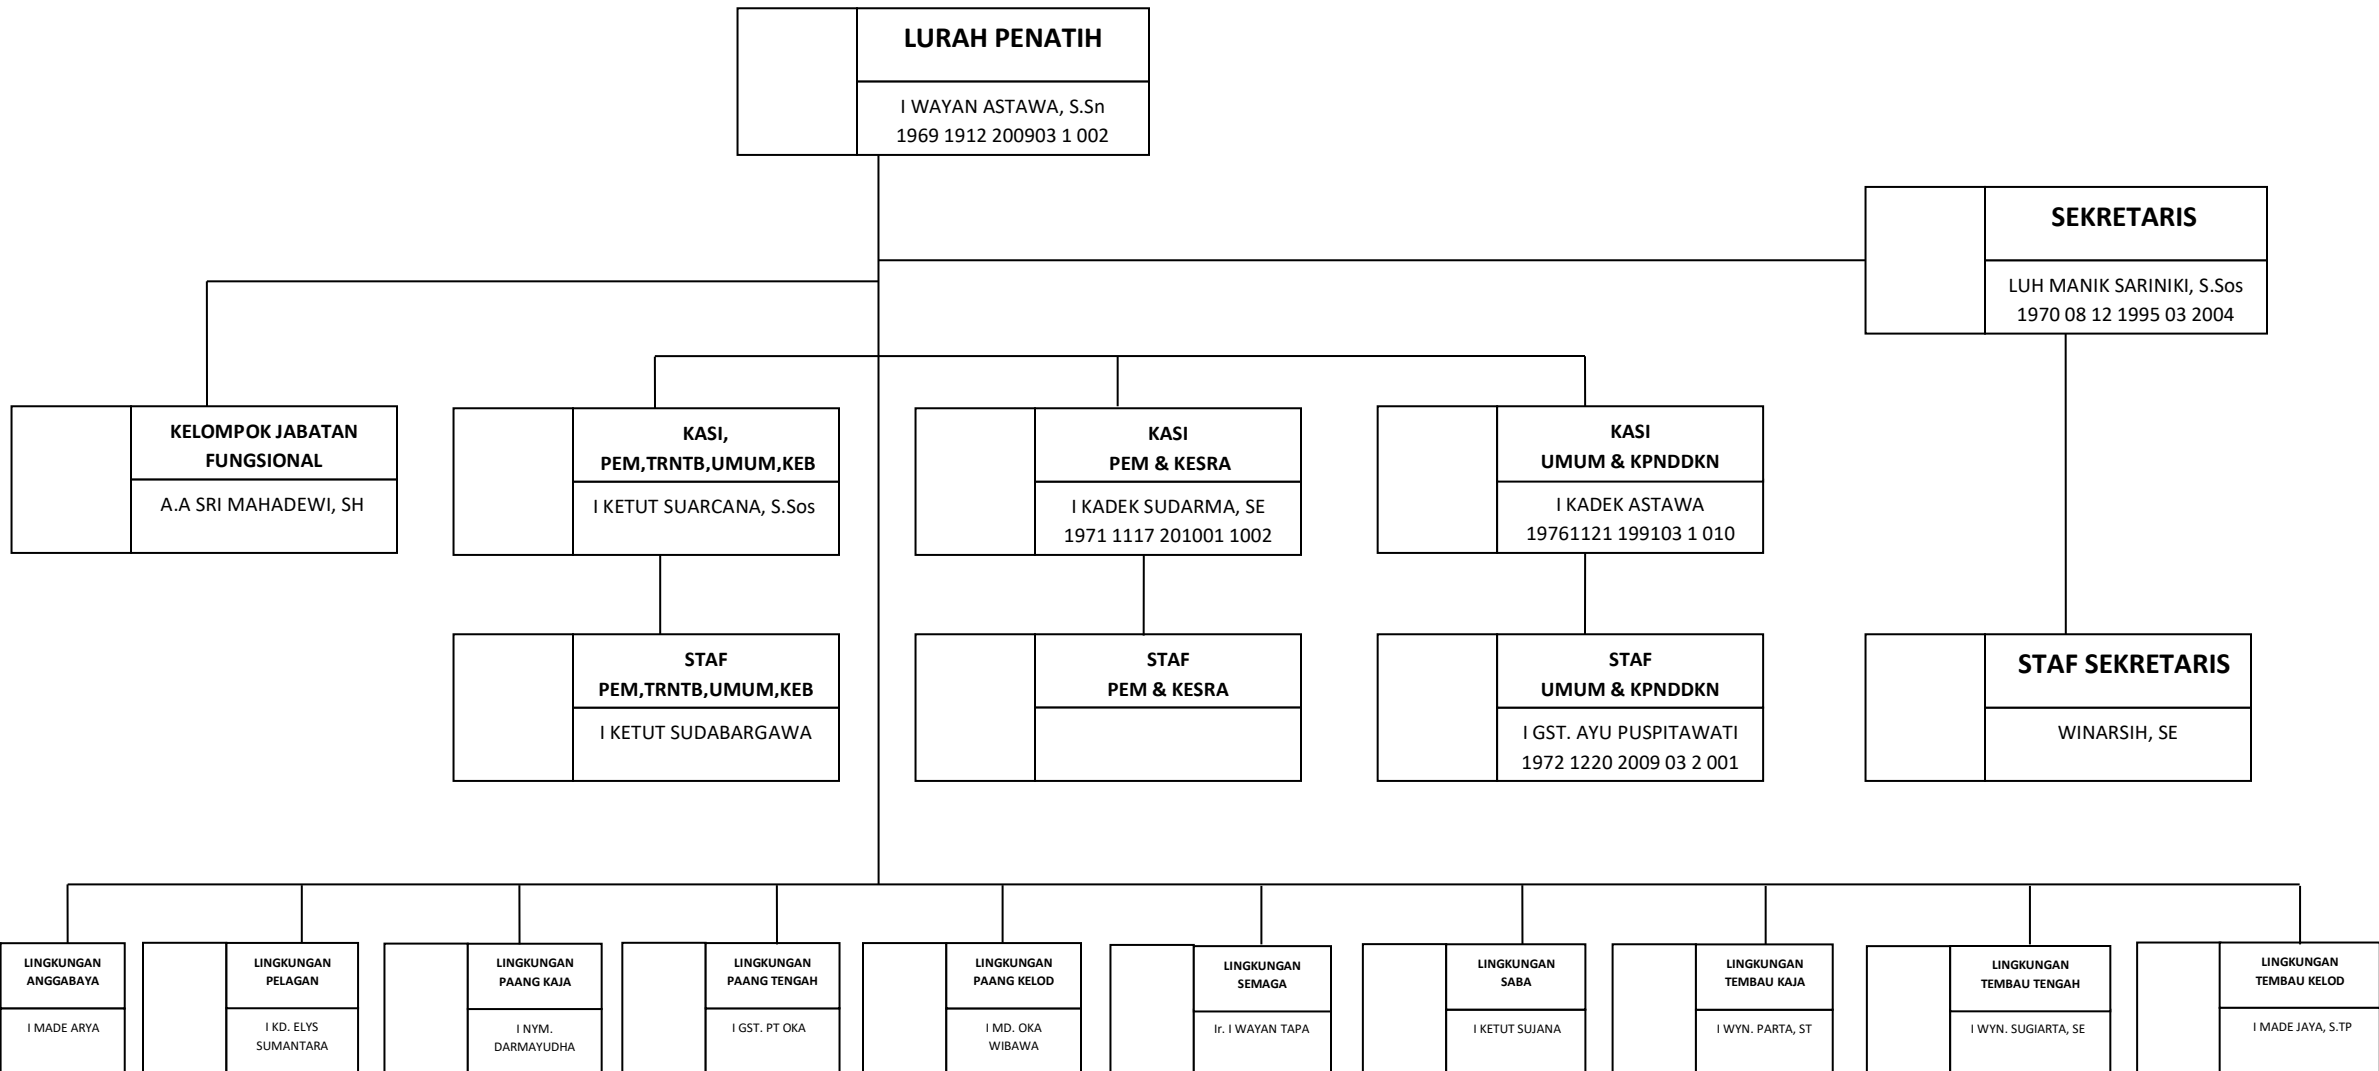 LURAH PENATIH
I WAYAN ASTAWA, S.Sn
1969 1912 200903 1 002
SEKRETARIS
LUH MANIK SARINIKI, S.Sos
1970 08 12 1995 03 2004
KELOMPOK JABATAN
FUNGSIONAL
A.A SRI MAHADEWI, SH
KASI,
PEM,TRNTB,UMUM,KEB
I KETUT SUARCANA, S.Sos
KASI
PEM & KESRA
I KADEK SUDARMA, SE
1971 1117 201001 1002
KASI
UMUM & KPNDDKN
I KADEK ASTAWA
19761121 199103 1 010
STAF
PEM,TRNTB,UMUM,KEB
I KETUT SUDABARGAWA
STAF
PEM & KESRA
STAF
UMUM & KPNDDKN
I GST. AYU PUSPITAWATI
1972 1220 2009 03 2 001
STAF SEKRETARIS
WINARSIH, SE
LINGKUNGAN
ANGGABAYA
I MADE ARYA
LINGKUNGAN
PELAGAN
I KD. ELYS
SUMANTARA
LINGKUNGAN
PAANG KAJA
I NYM.
DARMAYUDHA
LINGKUNGAN
PAANG TENGAH
I GST. PT OKA
LINGKUNGAN
PAANG KELOD
I MD. OKA
WIBAWA
LINGKUNGAN
SEMAGA
Ir. I WAYAN TAPA
LINGKUNGAN
SABA
I KETUT SUJANA
LINGKUNGAN
TEMBAU KAJA
I WYN. PARTA, ST
LINGKUNGAN
TEMBAU TENGAH
I WYN. SUGIARTA, SE
LINGKUNGAN
TEMBAU KELOD
I MADE JAYA, S.TP